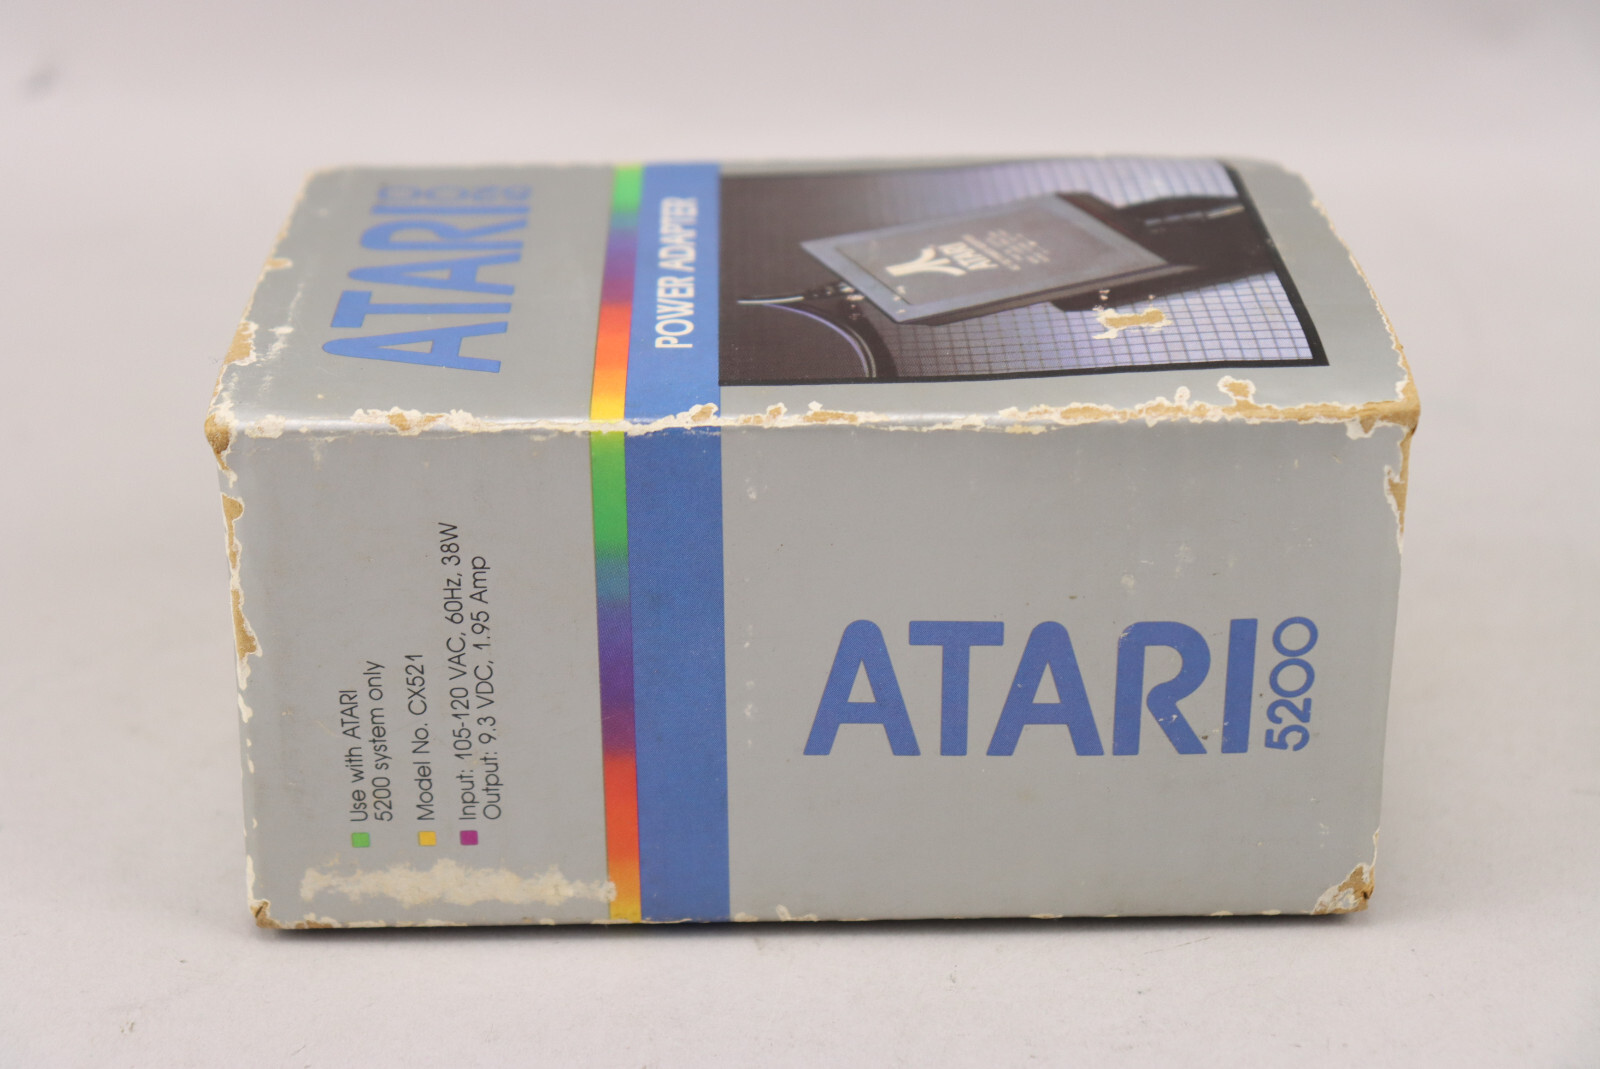 ATARI
5200
POWER ADAPTER
ATARI
Use with ATARI
5200 system only
Model No. CX521
Input: 105-120 VAC, 60Hz, 38W
Output: 9.3 VDC, 1.95 Amp
ATARI
5200